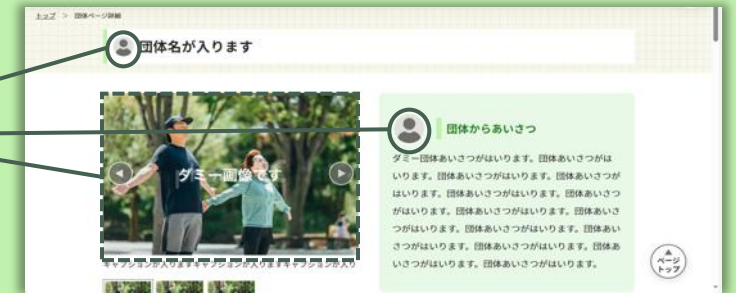 トップ > 団体ページ詳細
団体名が入ります
ダミー画像です
キャプションが入りますキャプションが入りますキャプションが入り
団体からあいさつ
ダミー団体あいさつがはいります。団体あいさつがは
いります。団体あいさつがはいります。団体あいさつが
はいります。団体あいさつがはいります。団体あいさつ
がはいります。団体あいさつがはいります。団体あいさ
つがはいります。団体あいさつがはいります。団体あい
さつがはいります。団体あいさつがはいります。団体あ
いさつがはいります。団体あいさつがはいります。
ページ
トップ